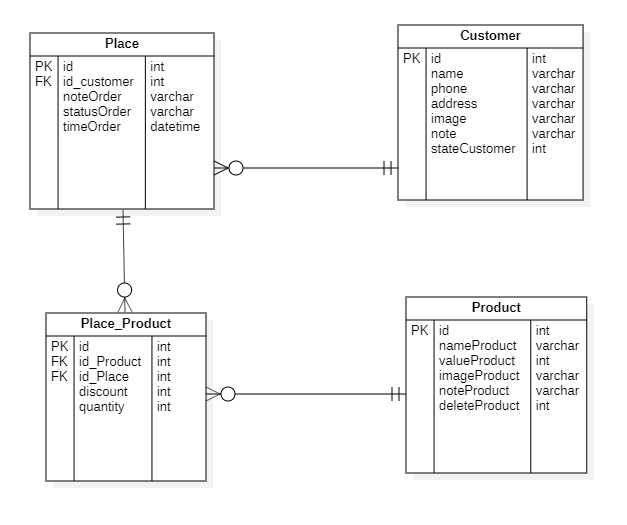 Place
PK id int
FK id_customer int
noteOrder varchar
statusOrder varchar
timeOrder datetime
Customer
PK id int
name varchar
phone varchar
address varchar
image varchar
note varchar
stateCustomer int
Place_Product
PK id int
FK id_Product int
FK id_Place int
discount int
quantity int
Product
PK id int
nameProduct varchar
valueProduct int
imageProduct varchar
noteProduct varchar
deleteProduct int